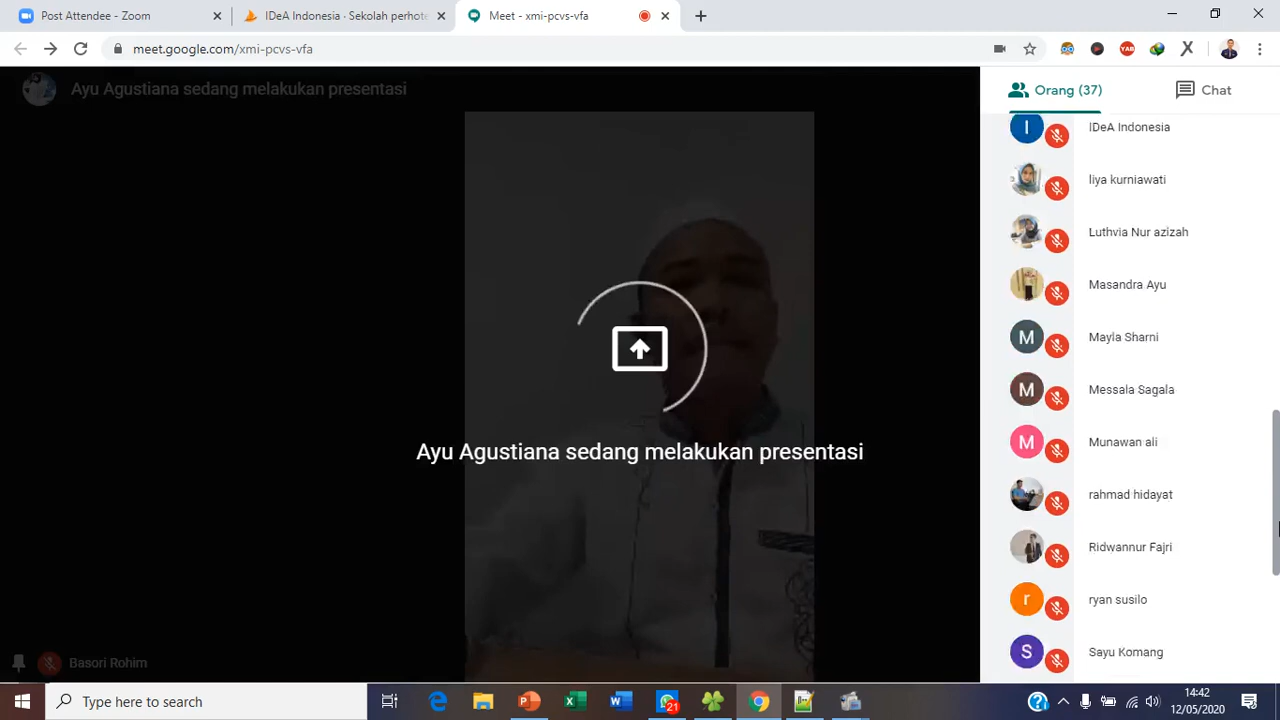 Post Attendee - Zoom
IDeA Indonesia · Sekolah perhote
Meet - xmi-pcvs-vfa
meet.google.com/xmi-pcvs-vfa
YAB
X
Ayu Agustiana sedang melakukan presentasi
Orang (37)
Chat
I
IDeA Indonesia
liya kurniawati
Luthvia Nur azizah
Masandra Ayu
M
Mayla Sharni
M
Messala Sagala
M
Munawan ali
rahmad hidayat
Ridwannur Fajri
r
ryan susilo
S
Sayu Komang
Ayu Agustiana sedang melakukan presentasi
Basori Rohim
Type here to search
21
14:42
12/05/2020